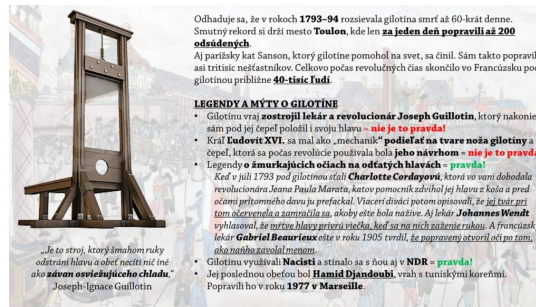 Odhaduje sa, že v rokoch 1793–94 rozsievala gilotína smrť až 60-krát denne.
Smutný rekord si drží mesto Toulon, kde len za jeden deň popravili až 200
odsúdených.
Aj parížsky kat Sanson, ktorý gilotíne pomohol na svet, sa činil. Sám takto popravil
asi tritisíc nešťastníkov. Celkovo počas revolučných čias skončilo vo Francúzsku pod
gilotínou približne 40-tisíc ľudí.
LEGENDY A MÝTY O GILOTÍNE
• Gilotínu vraj zostrojil lekár a revolucionár Joseph Guillotin, ktorý nakoniec
sám pod jej čepeľ položil i svoju hlavu = nie je to pravda!
• Kráľ Ľudovít XVI. sa mal ako „mechanik“ podieľať na tvare noža gilotíny a
čepeľ, ktorá sa počas revolúcie používala bola jeho návrhom = nie je to pravda!
• Legendy o žmurkajúcich očiach na odťatých hlavách = pravda!
Keď v júli 1793 pod gilotínou sťali Charlotte Cordayovú, ktorá vo vani dobodala
revolucionára Jeana Paula Marata, katov pomocník zdvihol jej hlavu z koša a pred
očami prítomného davu ju prefackal. Viacerí diváci potom opisovali, že jej tvár pri
tom očervenela a zamračila sa, akoby ešte bola nažive. Aj lekár Johannes Wendt
vyhlasoval, že mŕtve hlavy privrú viečka, keď sa na nich zaženie rukou. A francúzsky
lekár Gabriel Beaurieux ešte v roku 1905 tvrdil, že popravený otvoril oči po tom,
ako naňho zavolal menom.
• Gilotínu využívali Nacisti a stínalo sa s ňou aj v NDR = pravda!
• Jej poslednou obeťou bol Hamid Djandoubi, vrah s tuniskými koreňmi.
Popravili ho v roku 1977 v Marseille.
„Je to stroj, ktorý šmahom ruky
odstráni hlavu a obeť necíti nič iné
ako závan osviežujúceho chladu,“
Joseph-Ignace Guillotin